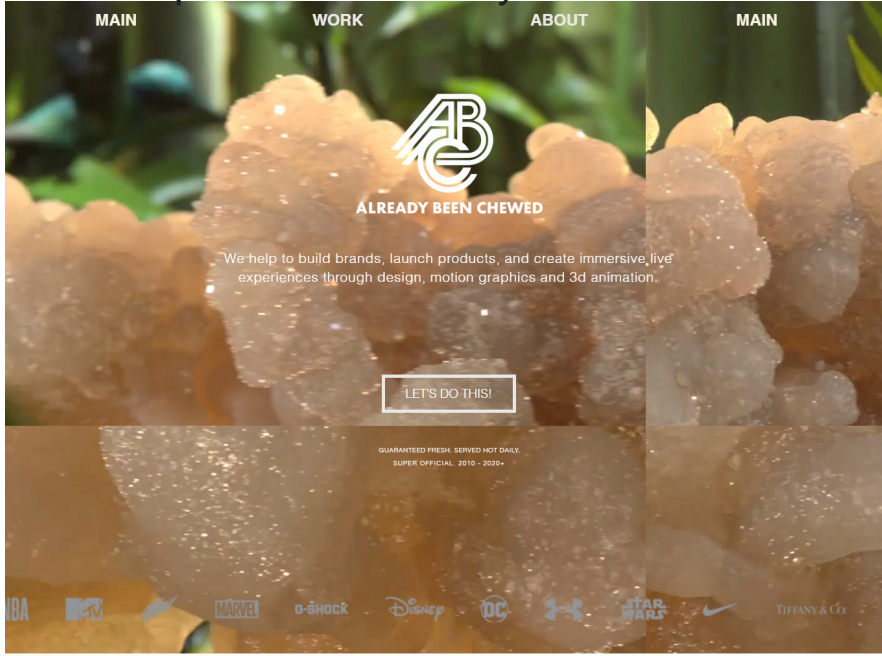 MAIN WORK ABOUT MAIN
ABC
ALREADY BEEN CHEWED
We help to build brands, launch products, and create immersive live
experiences through design, motion graphics and 3d animation.
LET'S DO THIS!
GUARANTEED FRESH. SERVED HOT DAILY.
SUPER OFFICIAL. 2010 - 2020+
NBA MTV MARVEL G-SHOCK Disney DC STAR WARS TIFFANY & CO.